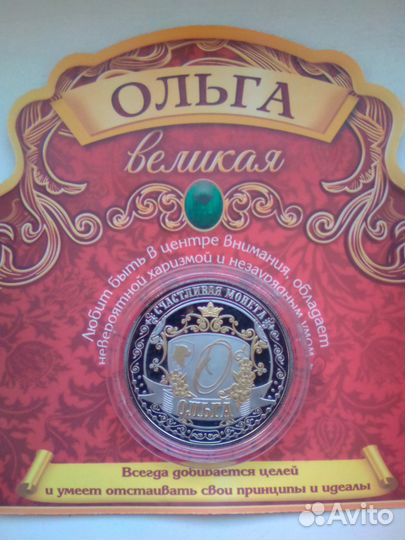 ОЛЬГА
великая
Любит быть в центре внимания, обладает
невероятной харизмой и незаурядным умом
СЧАСТЛИВАЯ МОНЕТА
О
ОЛЬГА
Всегда добивается целей
и умеет отстаивать свои принципы и идеалы
Avito